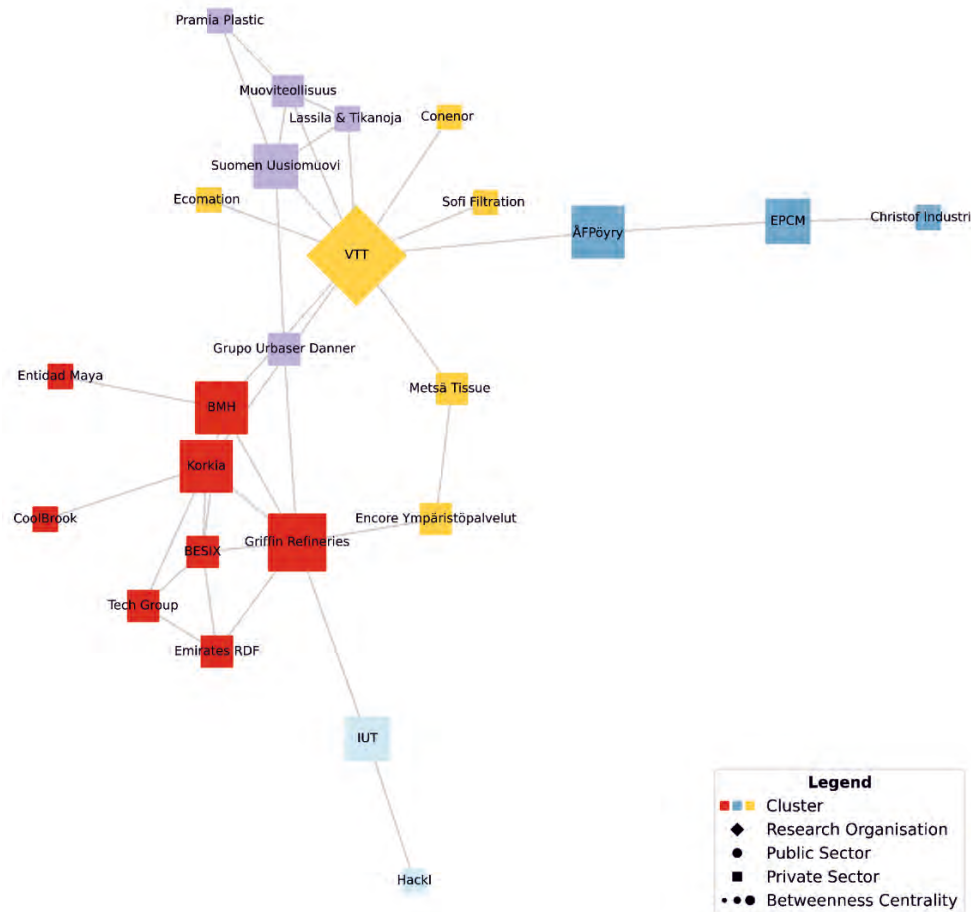 Pramia Plastic
Muoviteollisuus
Lassila & Tikanoja
Conenor
Suomen Uusiomuovi
Ecomation
Sofi Filtration
Christof Industri
EPCM
ÅFPöyry
VTT
Grupo Urbaser Danner
Entidad Maya
Metsä Tissue
BMH
Korkia
CoolBrook
Encore Ympäristöpalvelut
Griffin Refineries
BESIX
Tech Group
Emirates RDF
IUT
Hackl
Legend
Cluster
Research Organisation
Public Sector
Private Sector
Betweenness Centrality